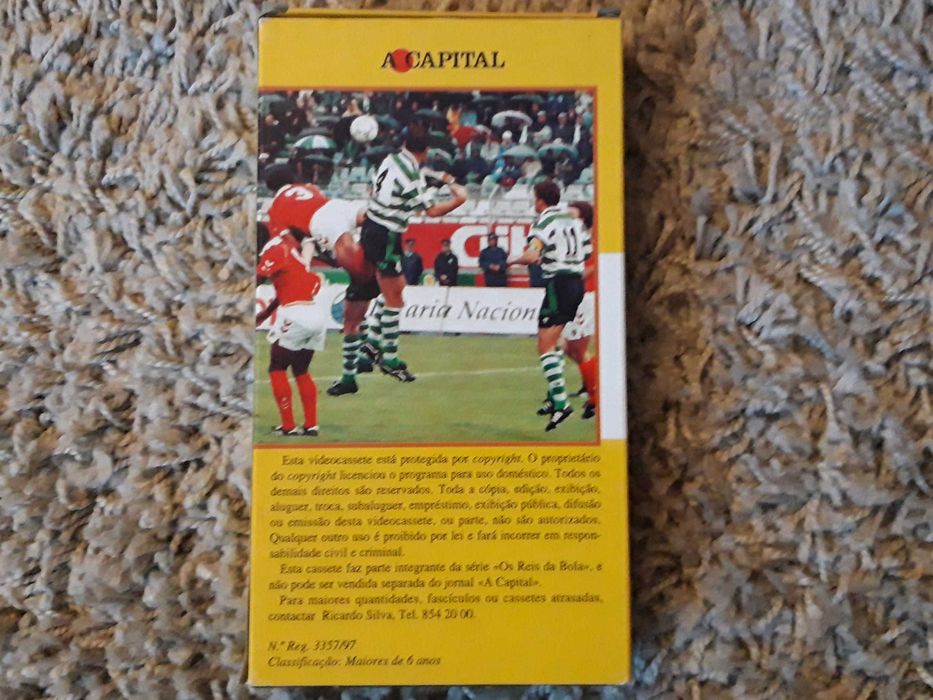 A CAPITAL
3
4
11
aria Nacion
Esta videocassete está protegida por copyright. O proprietário
do copyright licenciou o programa para uso doméstico. Todos os
demais direitos são reservados. Toda a cópia, edição, exibição,
aluguer, troca, subaluguer, empréstimo, exibição pública, difusão
ou emissão desta videocassete, ou parte, não são autorizados.
Qualquer outro uso é proibido por lei e fará incorrer em respon-
sabilidade civil e criminal.
Esta cassete faz parte integrante da série «Os Reis da Bola», e
não pode ser vendida separada do jornal «A Capital».
Para maiores quantidades, fascículos ou cassetes atrasadas,
contactar Ricardo Silva, Tel. 854 20 00.
N.º Reg. 3357/97
Classificação: Maiores de 6 anos